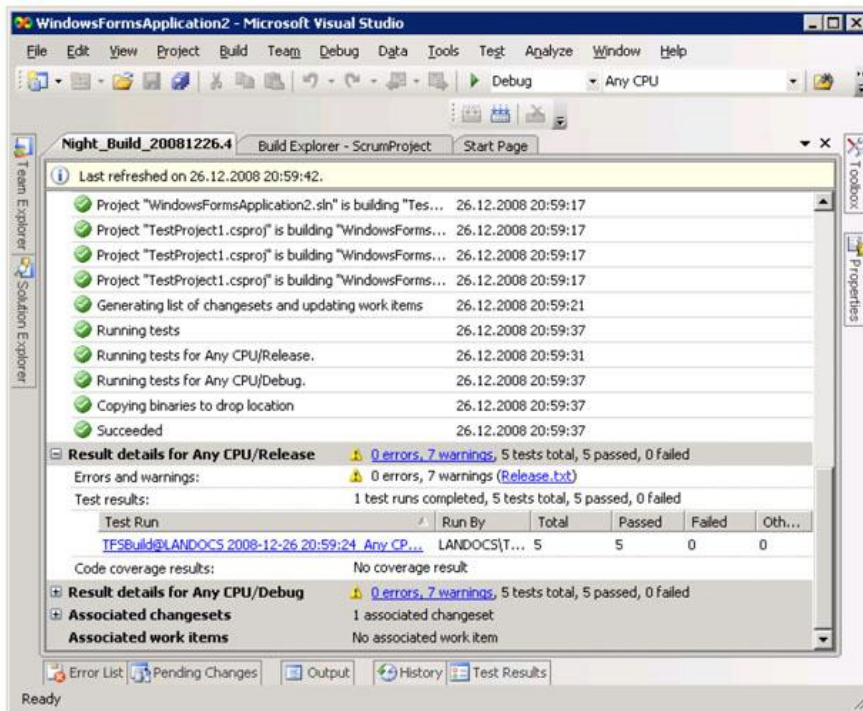 WindowsFormsApplication2 - Microsoft Visual Studio
File Edit View Project Build Team Debug Data Tools Test Analyze Window Help
Debug Any CPU
Night_Build_20081226.4 Build Explorer - ScrumProject Start Page
Team Explorer
Solution Explorer
Toolbox
Properties
Last refreshed on 26.12.2008 20:59:42.
Project "WindowsFormsApplication2.sln" is building "Tes... 26.12.2008 20:59:17
Project "TestProject1.csproj" is building "WindowsForms... 26.12.2008 20:59:17
Project "TestProject1.csproj" is building "WindowsForms... 26.12.2008 20:59:17
Project "TestProject1.csproj" is building "WindowsForms... 26.12.2008 20:59:17
Generating list of changesets and updating work items 26.12.2008 20:59:21
Running tests 26.12.2008 20:59:37
Running tests for Any CPU/Release. 26.12.2008 20:59:31
Running tests for Any CPU/Debug. 26.12.2008 20:59:37
Copying binaries to drop location 26.12.2008 20:59:37
Succeeded 26.12.2008 20:59:37
Result details for Any CPU/Release 0 errors, 7 warnings, 5 tests total, 5 passed, 0 failed
Errors and warnings: 0 errors, 7 warnings (Release.txt)
Test results: 1 test runs completed, 5 tests total, 5 passed, 0 failed
Test Run Run By Total Passed Failed Oth...
TFSBuild@LANDOCS 2008-12-26 20:59:24 Any CP... LANDOCS\T... 5 5 0 0
Code coverage results: No coverage result
Result details for Any CPU/Debug 0 errors, 7 warnings, 5 tests total, 5 passed, 0 failed
Associated changesets 1 associated changeset
Associated work items No associated work item
Error List Pending Changes Output History Test Results
Ready